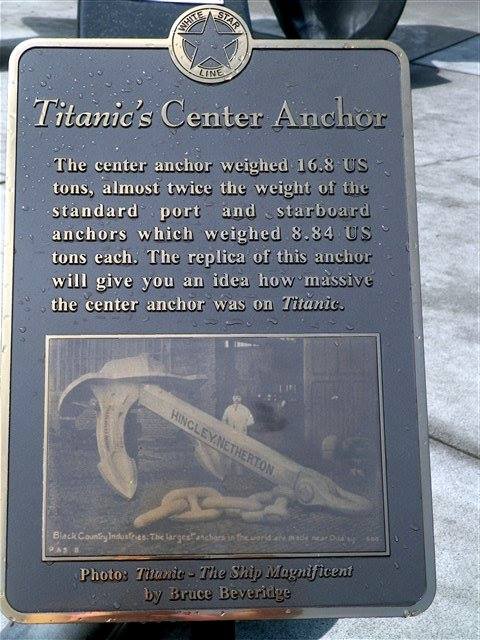 WHITE STAR
LINE
Titanic's Center Anchor
The center anchor weighed 16.8 US
tons, almost twice the weight of the
standard port and starboard
anchors which weighed 8.84 US
tons each. The replica of this anchor
will give you an idea how massive
the center anchor was on Titanic.
HINGLEY, NETHERTON
Black Country Industries: The largest anchors in the world are made near Dudley
Photo: Titanic - The Ship Magnificent
by Bruce Beveridge